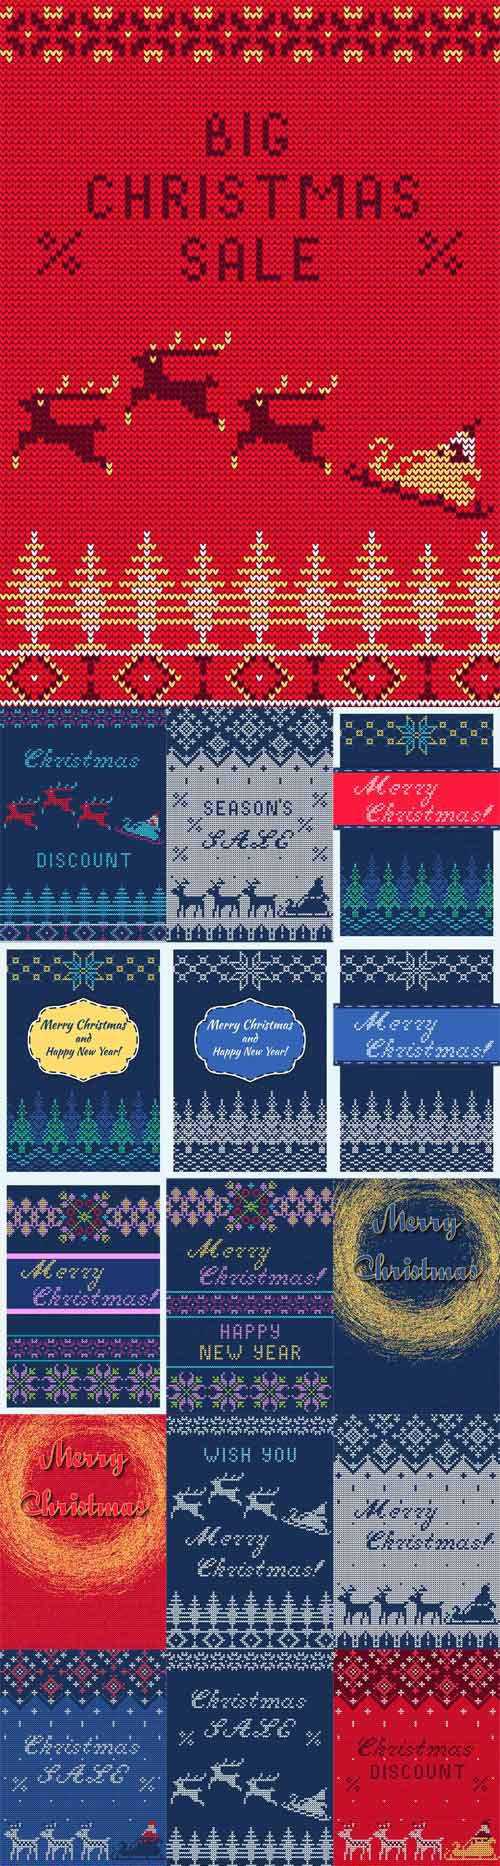 BIG
CHRISTMAS
% SALE %
Christmas
DISCOUNT
SEASON'S
SALE
Merry
Christmas!
Merry Christmas
and
Happy New Year!
Merry Christmas
and
Happy New Year!
Merry
Christmas!
Merry
Christmas!
Merry
Christmas!
HAPPY
NEW YEAR
Merry
Christmas
Merry
Christmas
WISH YOU
Merry
Christmas!
Merry
Christmas!
Christmas
SALE
Christmas
SALE
Christmas
DISCOUNT